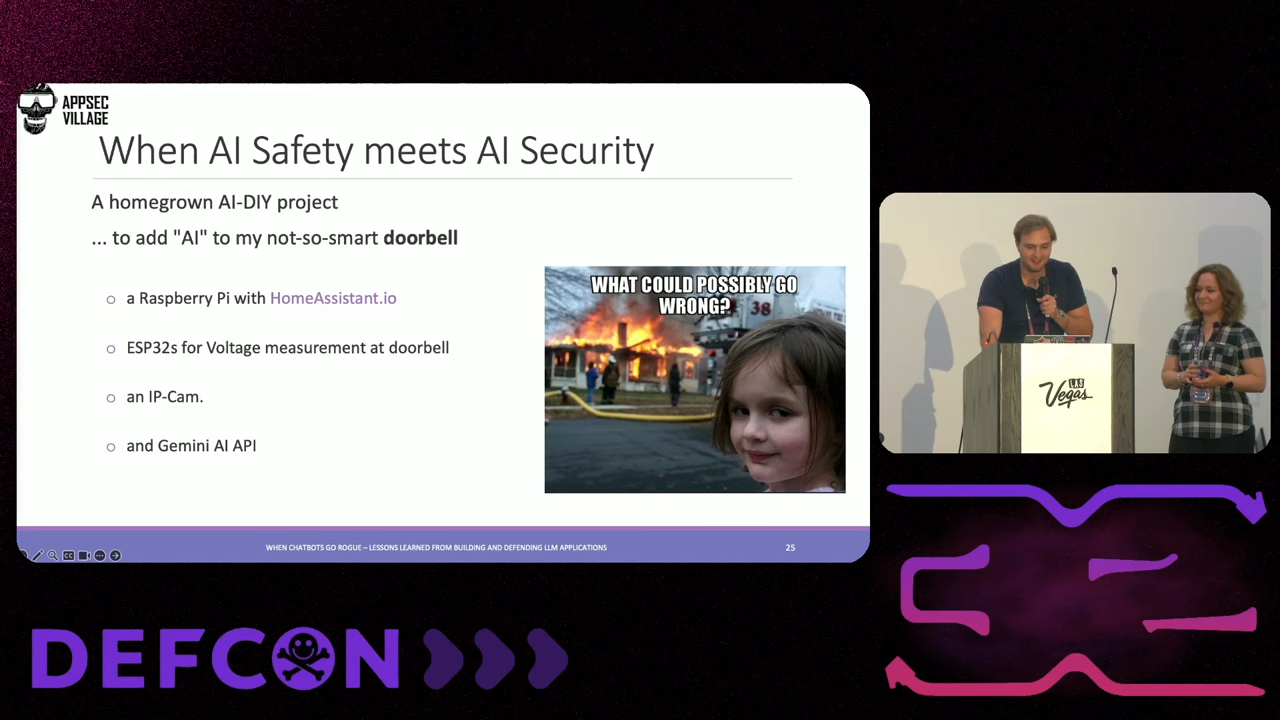 APPSEC
VILLAGE
When AI Safety meets AI Security
A homegrown AI-DIY project
... to add "AI" to my not-so-smart doorbell
o a Raspberry Pi with HomeAssistant.io
o ESP32s for Voltage measurement at doorbell
o an IP-Cam.
o and Gemini AI API
WHAT COULD POSSIBLY GO
WRONG?
38
WHEN CHATBOTS GO ROGUE – LESSONS LEARNED FROM BUILDING AND DEFENDING LLM APPLICATIONS
25
LAS
Vegas
DEFCON